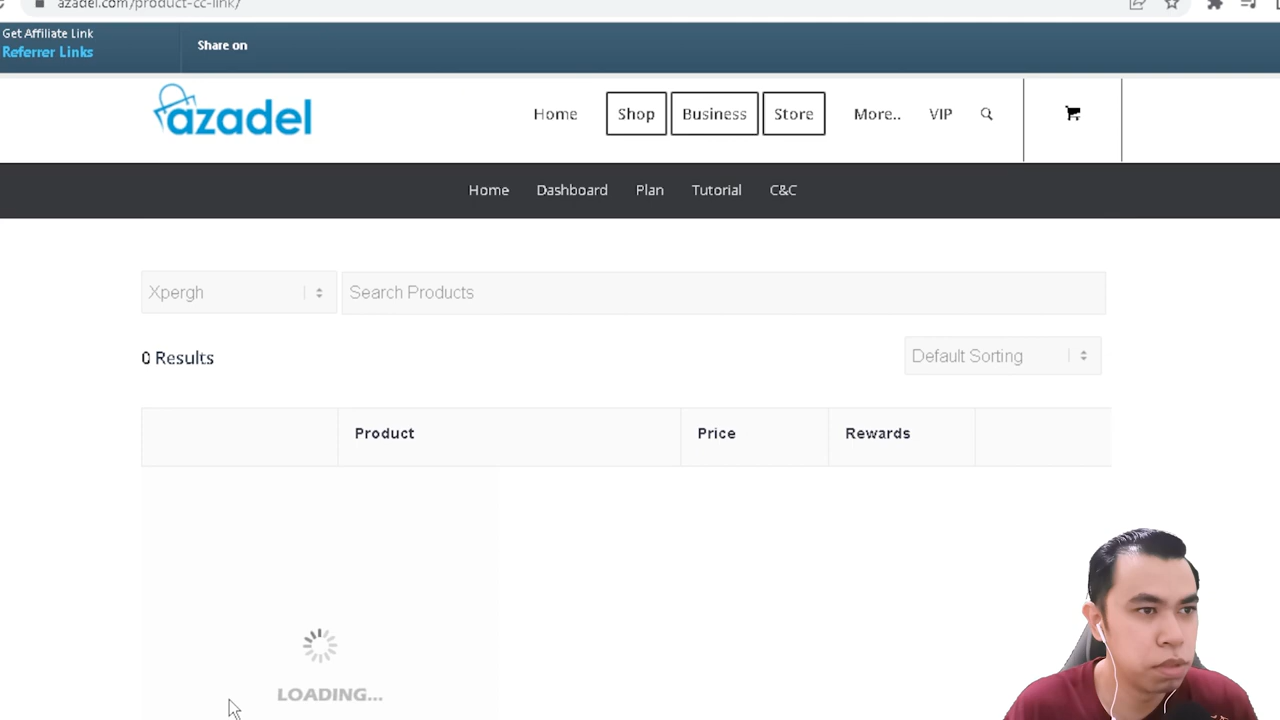 azadel.com/product-cc-link/
Get Affiliate Link
Share on
Referrer Links
azadel
Home Shop Business Store More.. VIP
Home Dashboard Plan Tutorial C&C
Xpergh Search Products
0 Results Default Sorting
Product Price Rewards
LOADING...